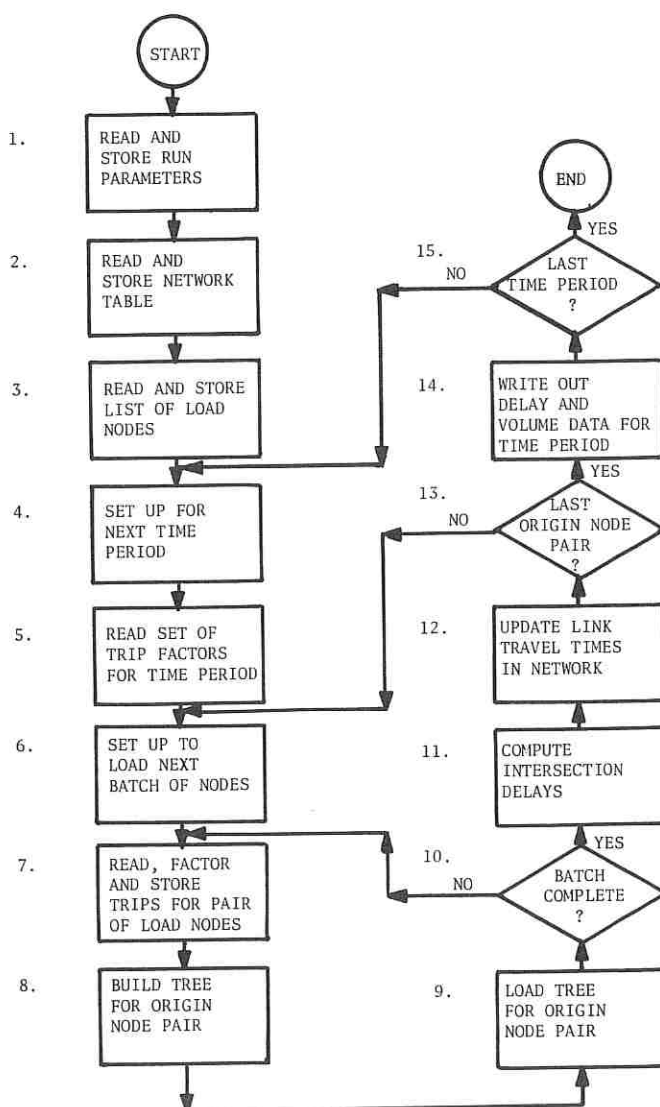 START
1.
READ AND
STORE RUN
PARAMETERS
2.
READ AND
STORE NETWORK
TABLE
3.
READ AND STORE
LIST OF LOAD
NODES
4.
SET UP FOR
NEXT TIME
PERIOD
5.
READ SET OF
TRIP FACTORS
FOR TIME PERIOD
6.
SET UP TO
LOAD NEXT
BATCH OF NODES
7.
READ, FACTOR
AND STORE
TRIPS FOR PAIR
OF LOAD NODES
8.
BUILD TREE
FOR ORIGIN
NODE PAIR
9.
LOAD TREE
FOR ORIGIN
NODE PAIR
10.
BATCH
COMPLETE
?
NO
YES
11.
COMPUTE
INTERSECTION
DELAYS
12.
UPDATE LINK
TRAVEL TIMES
IN NETWORK
13.
LAST
ORIGIN NODE
PAIR
?
NO
YES
14.
WRITE OUT
DELAY AND
VOLUME DATA FOR
TIME PERIOD
15.
LAST
TIME PERIOD
?
NO
YES
END